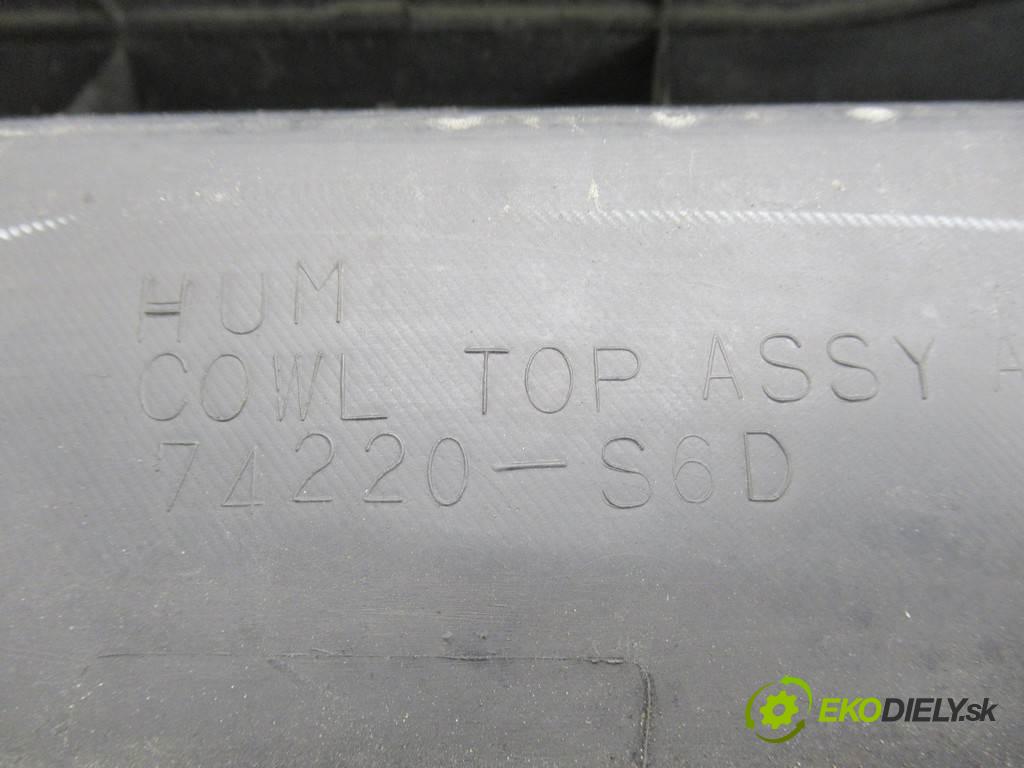 HUM
COWL TOP ASSY A
74220-S6D
EKODIELY.sk